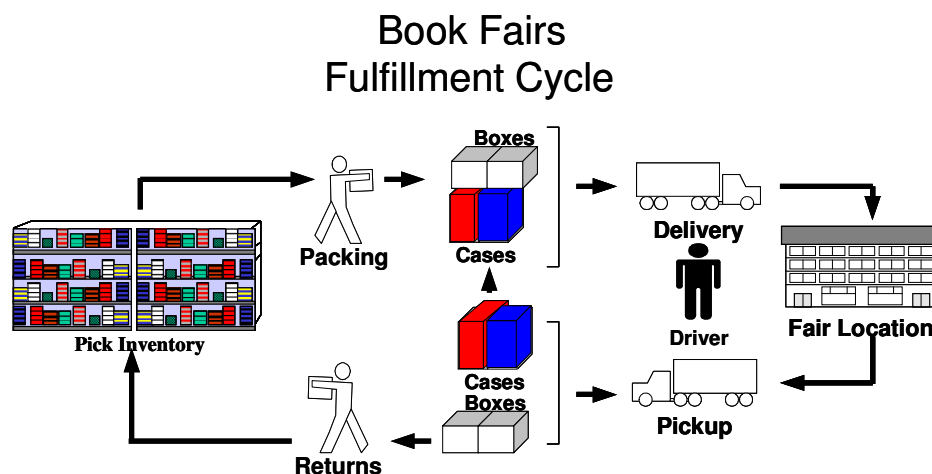 Book Fairs
Fulfillment Cycle
Boxes
Packing
Cases
Delivery
Driver
Fair Location
Pick Inventory
Cases
Boxes
Pickup
Returns